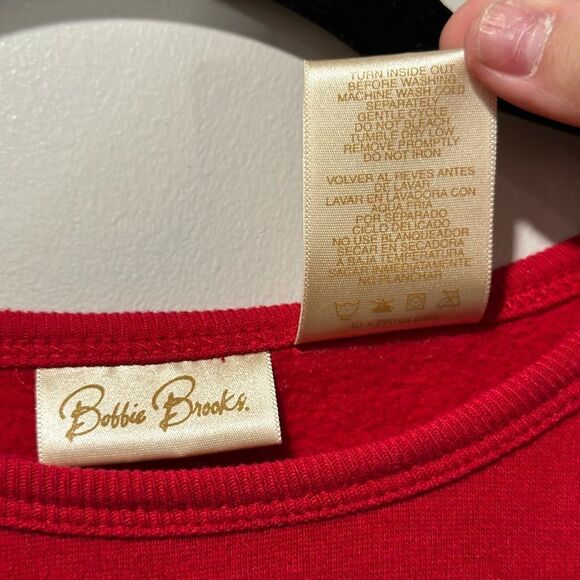 TURN INSIDE OUT
BEFORE WASHING
MACHINE WASH COLD
SEPARATELY
GENTLE CYCLE
DO NOT BLEACH
TUMBLE DRY LOW
REMOVE PROMPTLY
DO NOT IRON
VOLVER AL REVES ANTES
DE LAVAR
LAVAR EN LAVADORA CON
AGUA FRIA
POR SEPARADO
CICLO DELICADO
NO USE BLANQUEADOR
SECAR EN SECADORA
A BAJA TEMPERATURA
SACAR INMEDIATAMENTE
NO PLANCHAR
Bobbie Brooks.